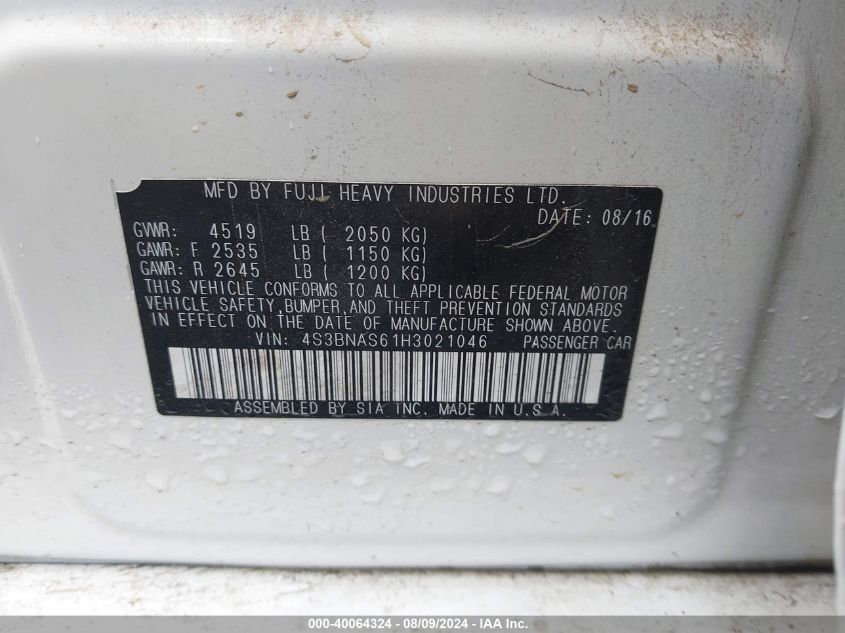 MFD BY FUJI HEAVY INDUSTRIES LTD.
DATE: 08/16
GVWR: 4519 LB ( 2050 KG)
GAWR: F 2535 LB ( 1150 KG)
GAWR: R 2645 LB ( 1200 KG)
THIS VEHICLE CONFORMS TO ALL APPLICABLE FEDERAL MOTOR
VEHICLE SAFETY,BUMPER,AND THEFT PREVENTION STANDARDS
IN EFFECT ON THE DATE OF MANUFACTURE SHOWN ABOVE.
VIN: 4S3BNAS61H3021046 PASSENGER CAR
ASSEMBLED BY SIA INC. MADE IN U.S.A.
000-40064324 | 08/09/2024 - IAA Inc.